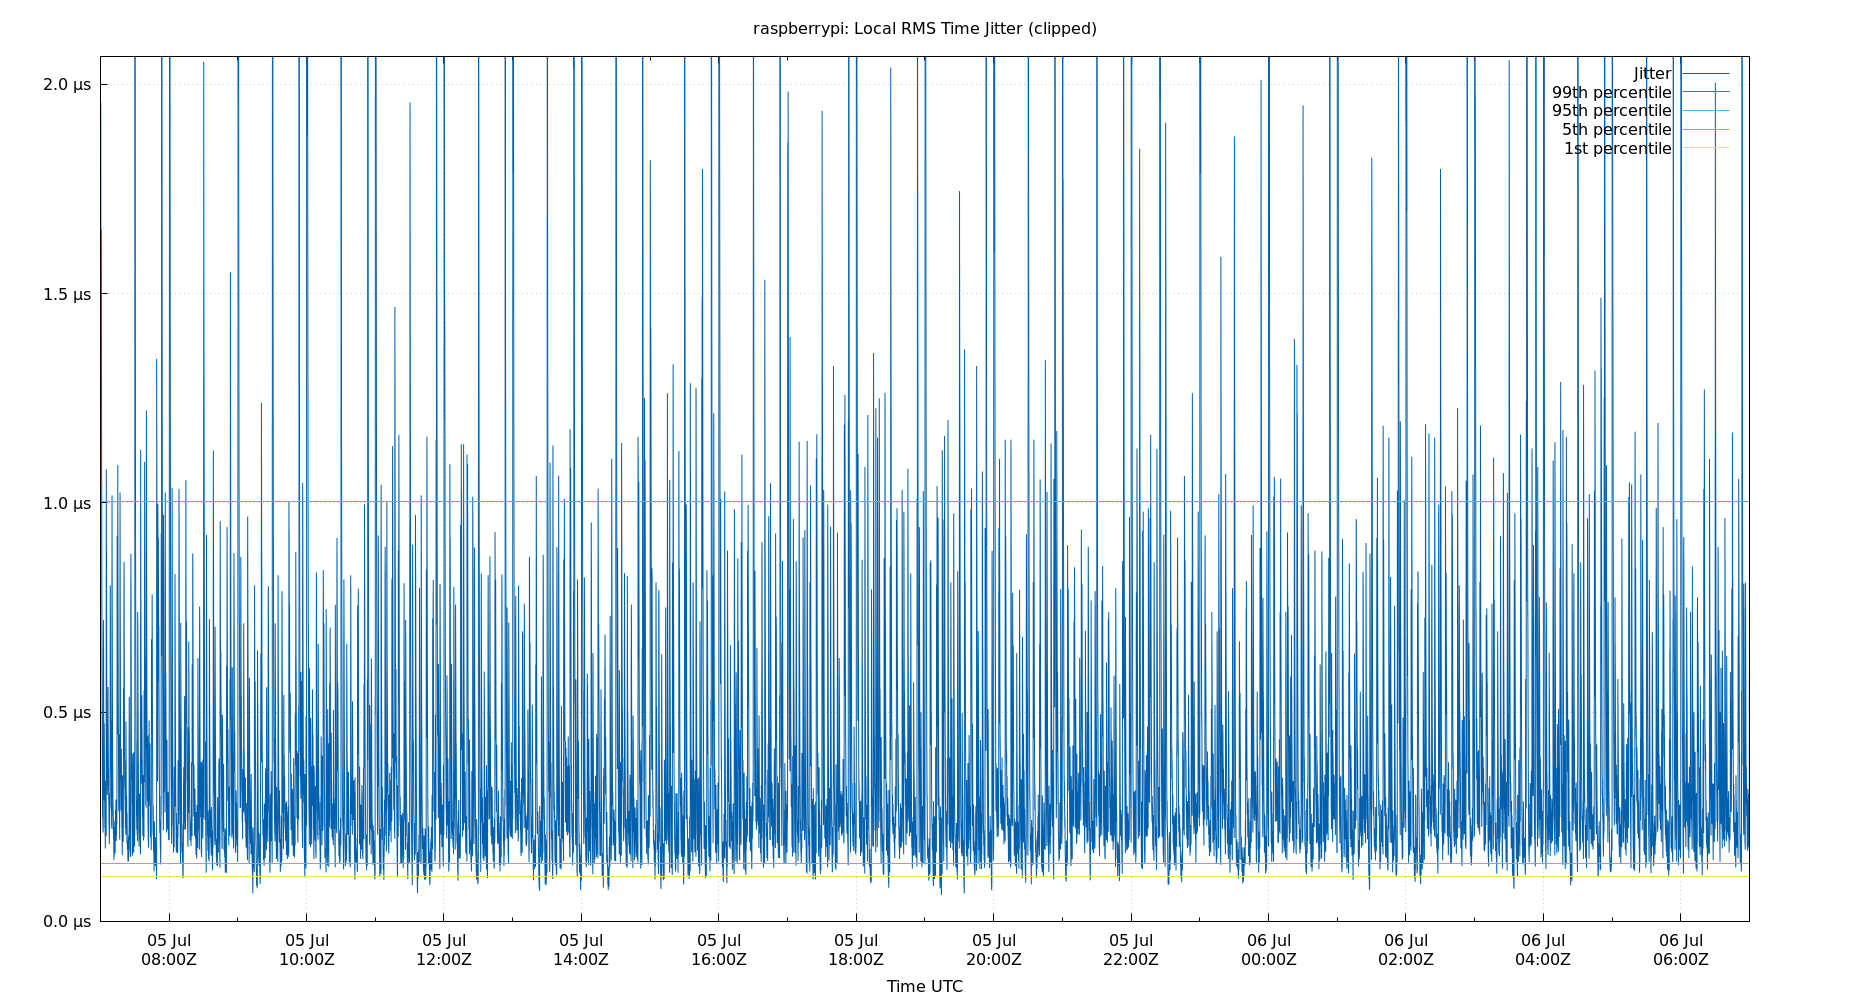 raspberrypi: Local RMS Time Jitter (clipped)
2.0 µs
1.5 µs
1.0 µs
0.5 µs
0.0 µs
Jitter
99th percentile
95th percentile
5th percentile
1st percentile
05 Jul 05 Jul 05 Jul 05 Jul 05 Jul 05 Jul 05 Jul 05 Jul 06 Jul 06 Jul 06 Jul 06 Jul
08:00Z 10:00Z 12:00Z 14:00Z 16:00Z 18:00Z 20:00Z 22:00Z 00:00Z 02:00Z 04:00Z 06:00Z
Time UTC